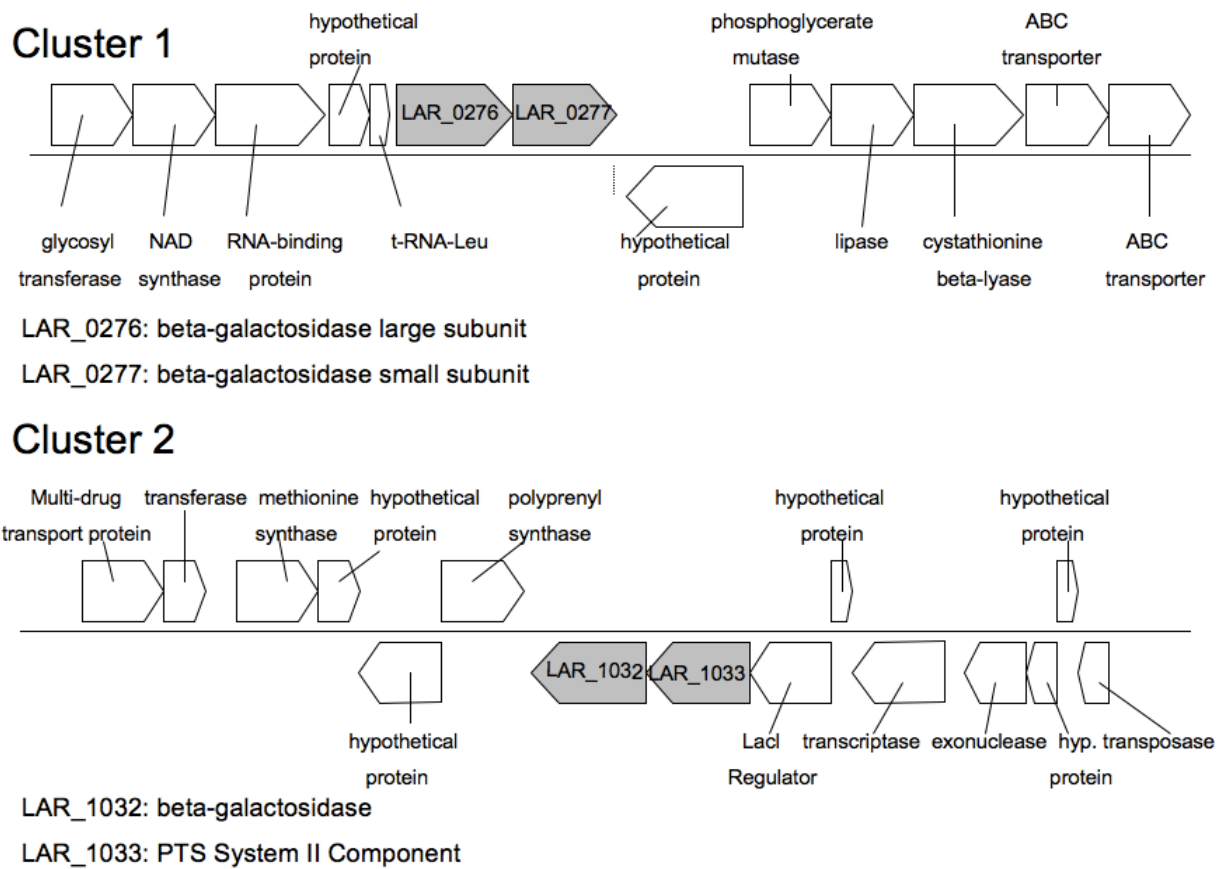 Cluster 1
hypothetical
protein
phosphoglycerate
mutase
ABC
transporter
LAR_0276
LAR_0277
glycosyl
transferase
NAD
synthase
RNA-binding
protein
t-RNA-Leu
hypothetical
protein
lipase
cystathionine
beta-lyase
ABC
transporter
LAR_0276: beta-galactosidase large subunit
LAR_0277: beta-galactosidase small subunit
Cluster 2
Multi-drug
transport protein
transferase
methionine
synthase
hypothetical
protein
polyprenyl
synthase
hypothetical
protein
hypothetical
protein
LAR_1032
LAR_1033
hypothetical
protein
LacI
Regulator
transcriptase
exonuclease
hyp.
protein
transposase
LAR_1032: beta-galactosidase
LAR_1033: PTS System II Component